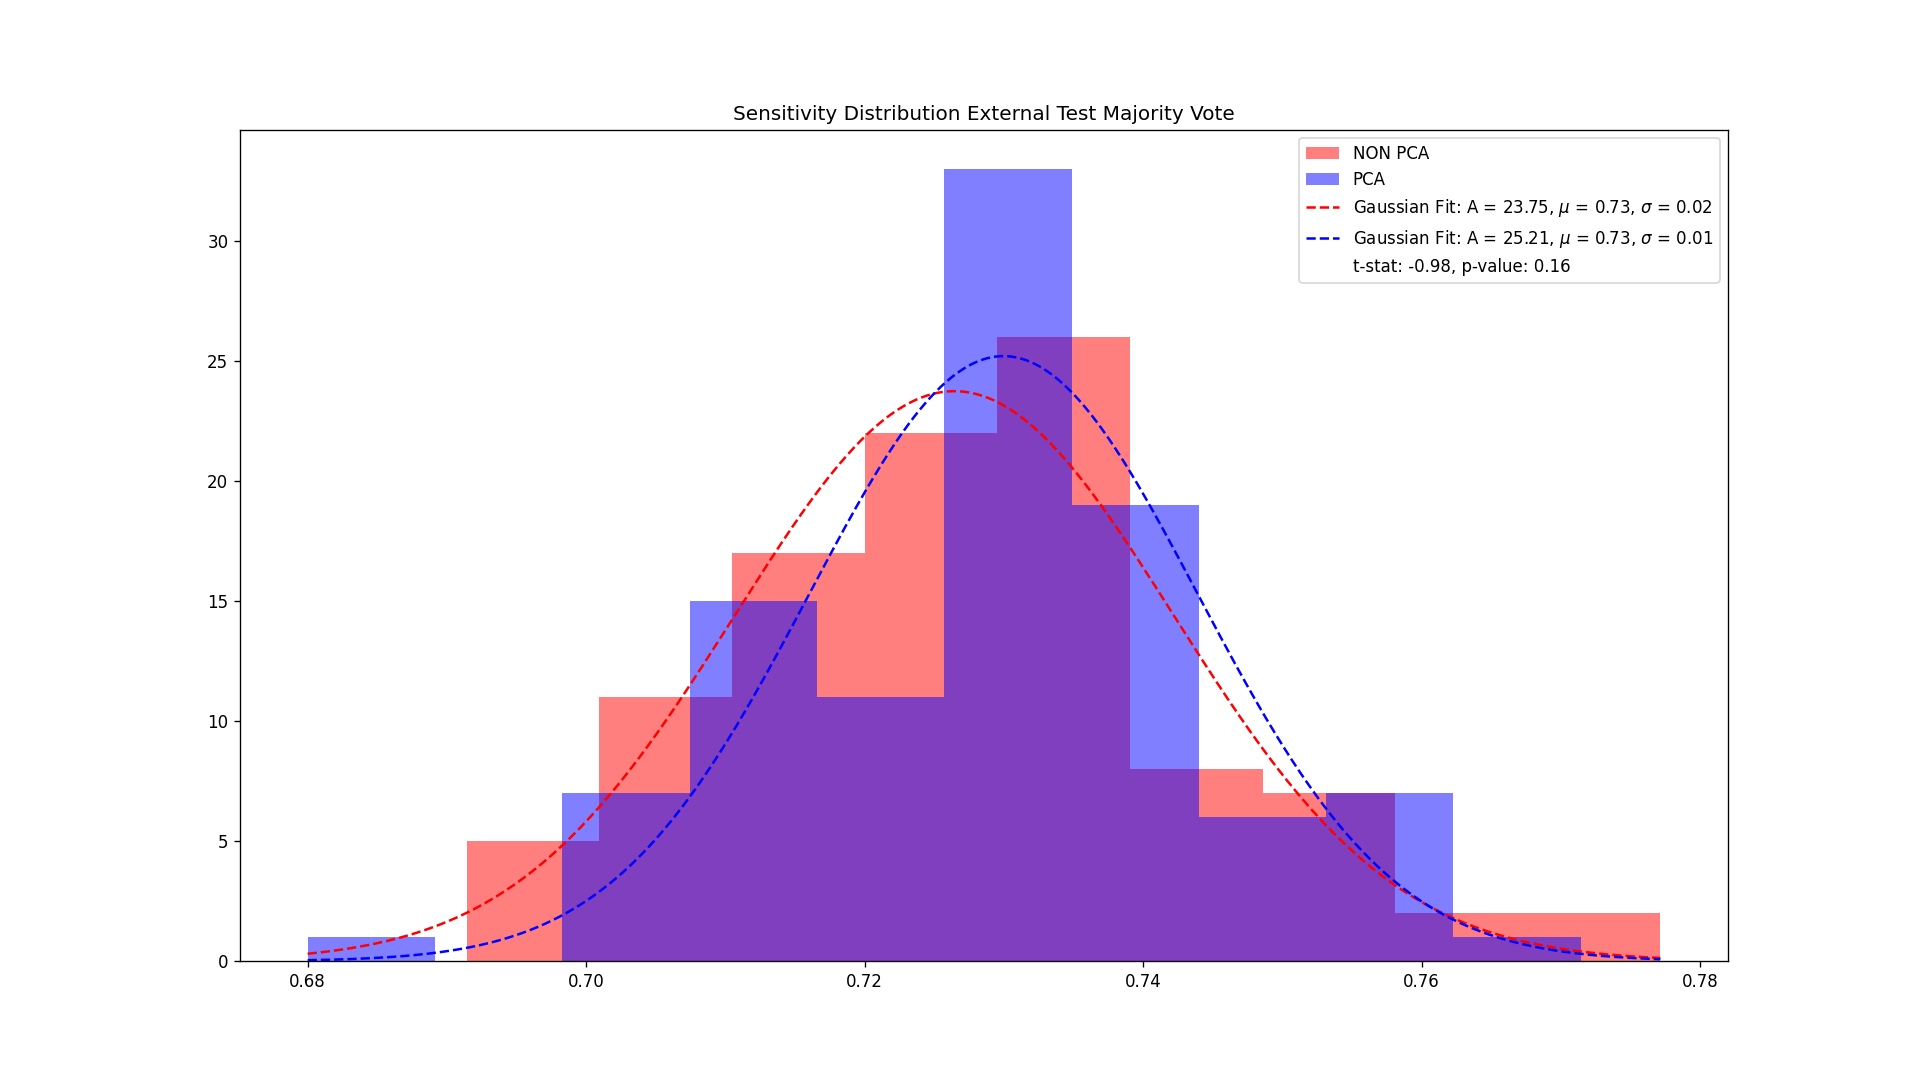 Sensitivity Distribution External Test Majority Vote
NON PCA
PCA
Gaussian Fit: A = 23.75, μ = 0.73, σ = 0.02
Gaussian Fit: A = 25.21, μ = 0.73, σ = 0.01
t-stat: -0.98, p-value: 0.16
30
25
20
15
10
5
0
0.68 0.70 0.72 0.74 0.76 0.78